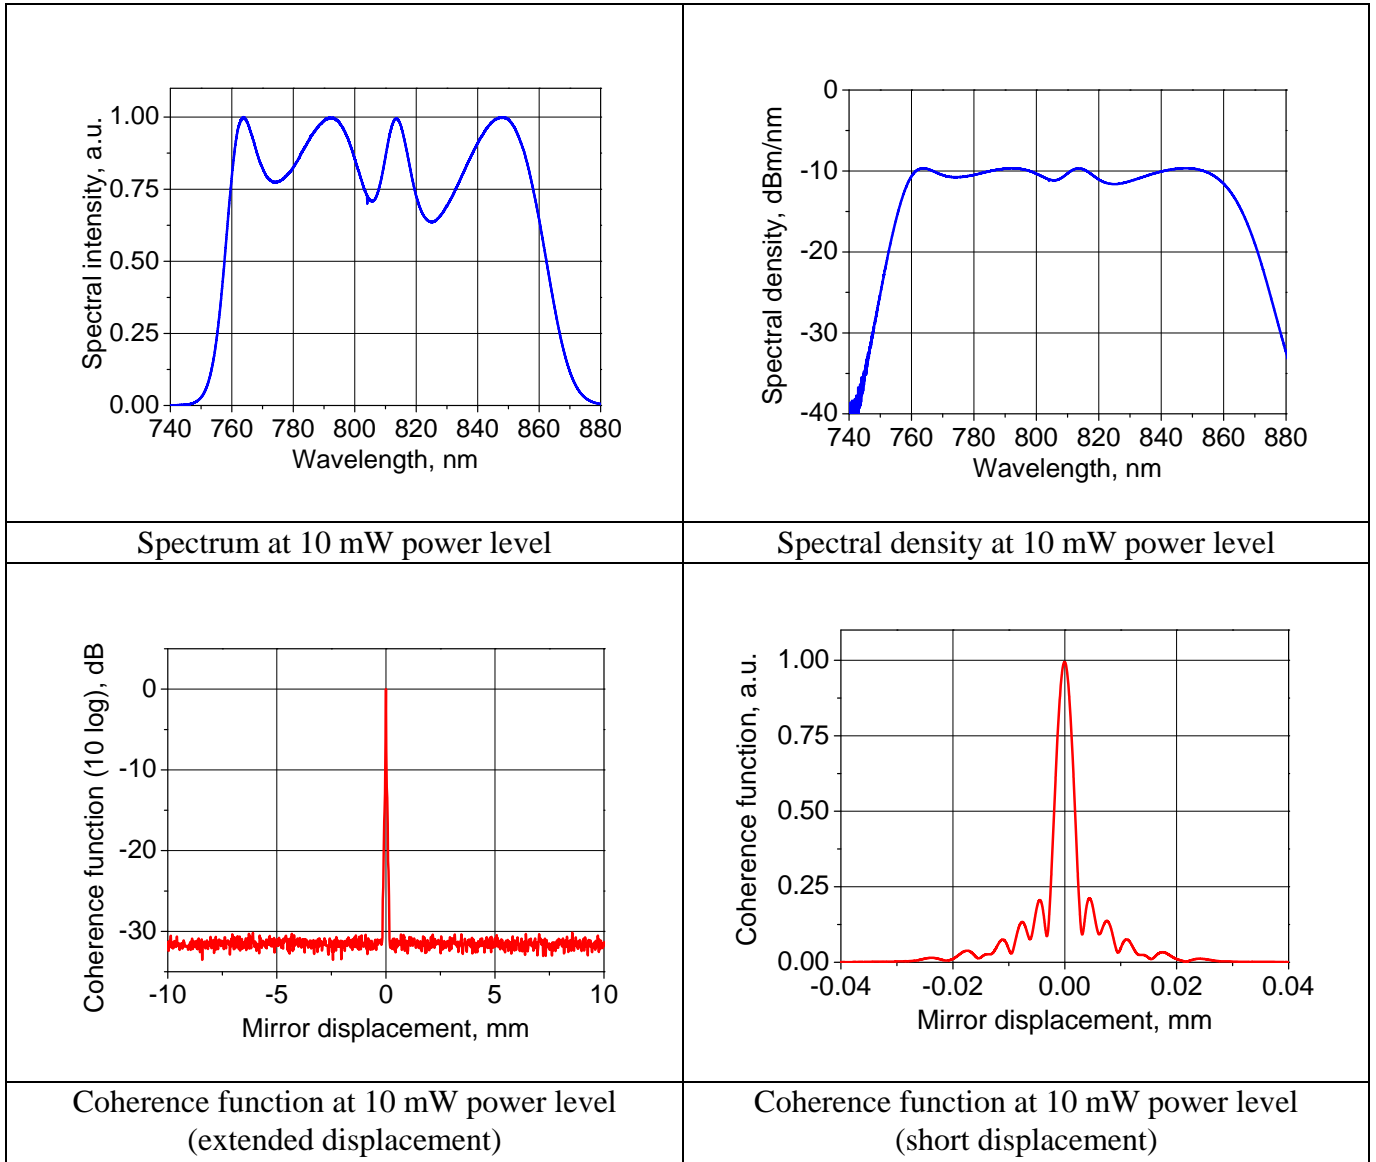 Spectral intensity, a.u.
1.00
0.75
0.50
0.25
0.00
740 760 780 800 820 840 860 880
Wavelength, nm
Spectral density, dBm/nm
0
-10
-20
-30
-40
740 760 780 800 820 840 860 880
Wavelength, nm
Spectrum at 10 mW power level
Spectral density at 10 mW power level
Coherence function (10 log), dB
0
-10
-20
-30
-10 -5 0 5 10
Mirror displacement, mm
Coherence function, a.u.
1.00
0.75
0.50
0.25
0.00
-0.04 -0.02 0.00 0.02 0.04
Mirror displacement, mm
Coherence function at 10 mW power level
(extended displacement)
Coherence function at 10 mW power level
(short displacement)